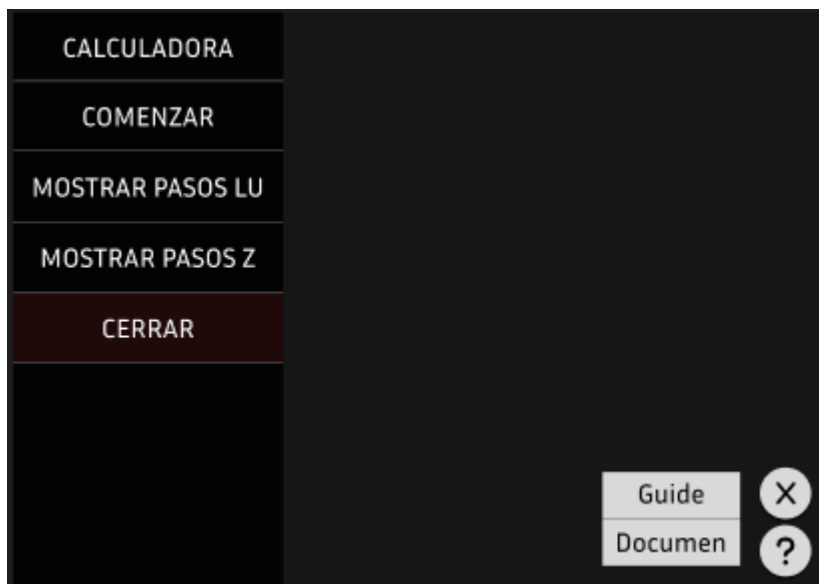 CALCULADORA
COMENZAR
MOSTRAR PASOS LU
MOSTRAR PASOS Z
CERRAR
Guide
X
Documen
?